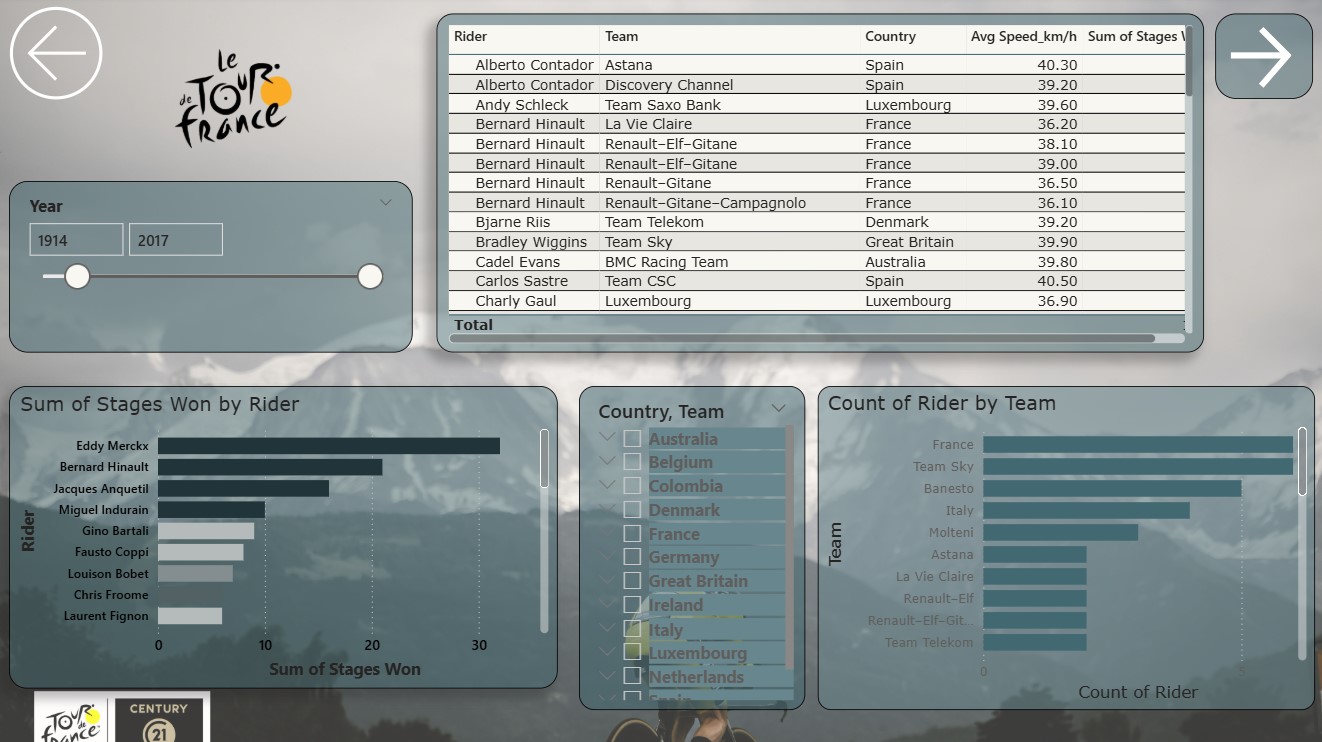 Le
de
TOUR
france
Rider Team Country Avg Speed_km/h Sum of Stages
Alberto Contador Astana Spain 40.30
Alberto Contador Discovery Channel Spain 39.20
Andy Schleck Team Saxo Bank Luxembourg 39.60
Bernard Hinault La Vie Claire France 36.20
Bernard Hinault Renault–Elf–Gitane France 38.10
Bernard Hinault Renault–Elf–Gitane France 39.00
Bernard Hinault Renault–Gitane France 36.50
Bernard Hinault Renault–Gitane–Campagnolo France 36.10
Bjarne Riis Team Telekom Denmark 39.20
Bradley Wiggins Team Sky Great Britain 39.90
Cadel Evans BMC Racing Team Australia 39.80
Carlos Sastre Team CSC Spain 40.50
Charly Gaul Luxembourg Luxembourg 36.90
Total
Year
1914 2017
Sum of Stages Won by Rider
Rider
Eddy Merckx
Bernard Hinault
Jacques Anquetil
Miguel Indurain
Gino Bartali
Fausto Coppi
Louison Bobet
Chris Froome
Laurent Fignon
0 10 20 30
Sum of Stages Won
Country, Team
Australia
Belgium
Colombia
Denmark
France
Germany
Great Britain
Ireland
Italy
Luxembourg
Netherlands
Spain
Count of Rider by Team
Team
France
Team Sky
Banesto
Italy
Molteni
Astana
La Vie Claire
Renault–Elf
Renault–Elf–Git...
Team Telekom
0
Count of Rider
TOUR
de
france
CENTURY
21